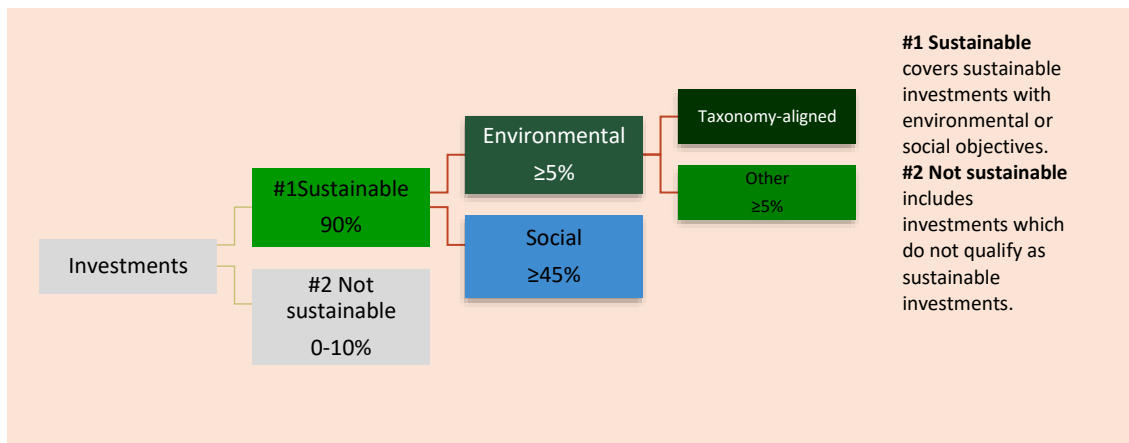 Investments
#1Sustainable
90%
#2 Not
sustainable
0-10%
Environmental
≥5%
Social
≥45%
Taxonomy-aligned
Other
≥5%
#1 Sustainable
covers sustainable
investments with
environmental or
social objectives.
#2 Not sustainable
includes
investments which
do not qualify as
sustainable
investments.